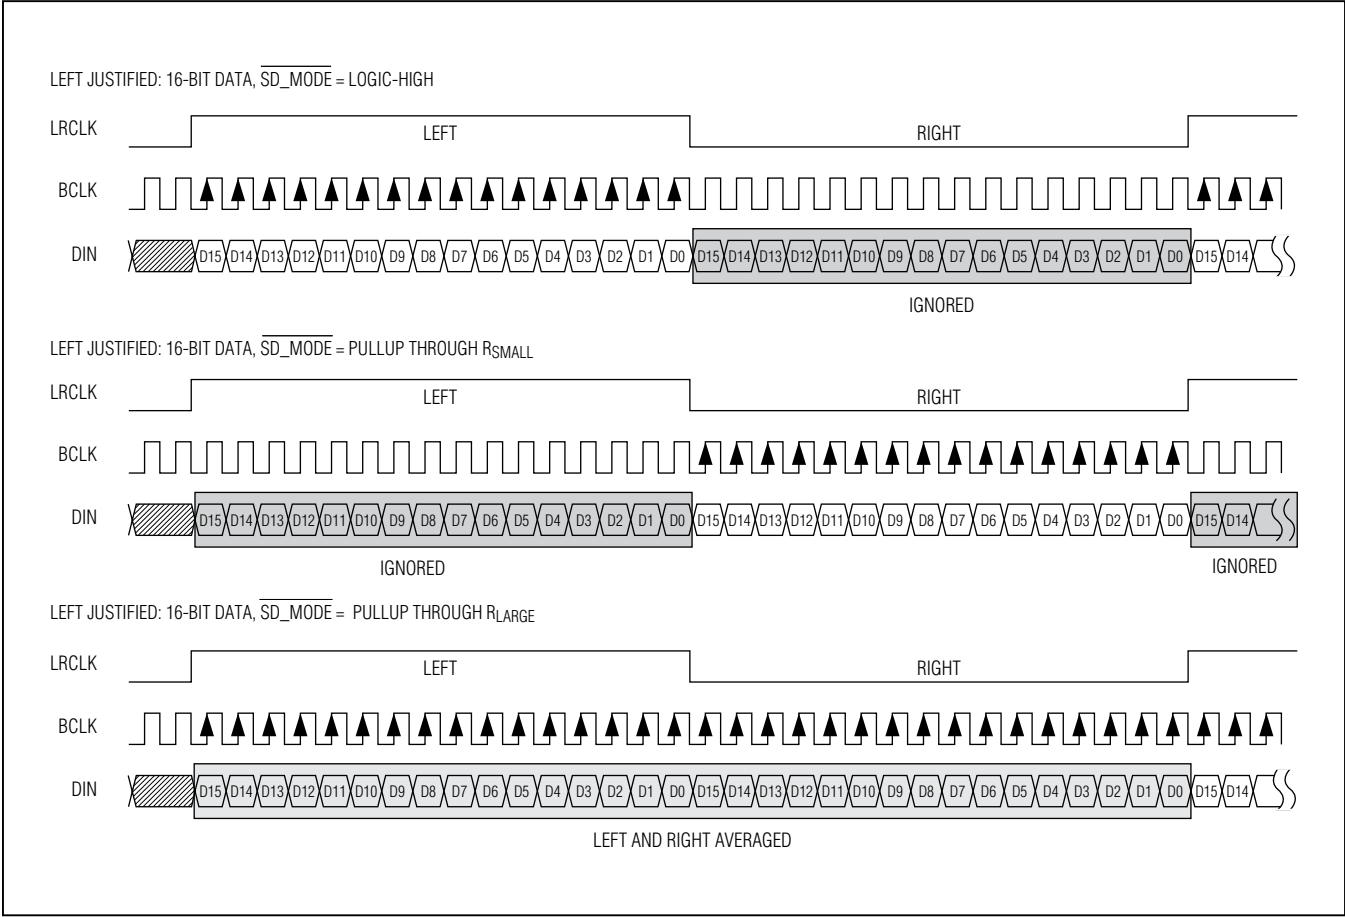 LEFT JUSTIFIED: 16-BIT DATA, SD_MODE = LOGIC-HIGH
LRCLK LEFT RIGHT
BCLK
DIN D15 D14 D13 D12 D11 D10 D9 D8 D7 D6 D5 D4 D3 D2 D1 D0 D15 D14 D13 D12 D11 D10 D9 D8 D7 D6 D5 D4 D3 D2 D1 D0 D15 D14
IGNORED
LEFT JUSTIFIED: 16-BIT DATA, SD_MODE = PULLUP THROUGH RSMALL
LRCLK LEFT RIGHT
BCLK
DIN D15 D14 D13 D12 D11 D10 D9 D8 D7 D6 D5 D4 D3 D2 D1 D0 D15 D14 D13 D12 D11 D10 D9 D8 D7 D6 D5 D4 D3 D2 D1 D0 D15 D14
IGNORED IGNORED
LEFT JUSTIFIED: 16-BIT DATA, SD_MODE = PULLUP THROUGH RLARGE
LRCLK LEFT RIGHT
BCLK
DIN D15 D14 D13 D12 D11 D10 D9 D8 D7 D6 D5 D4 D3 D2 D1 D0 D15 D14 D13 D12 D11 D10 D9 D8 D7 D6 D5 D4 D3 D2 D1 D0 D15 D14
LEFT AND RIGHT AVERAGED